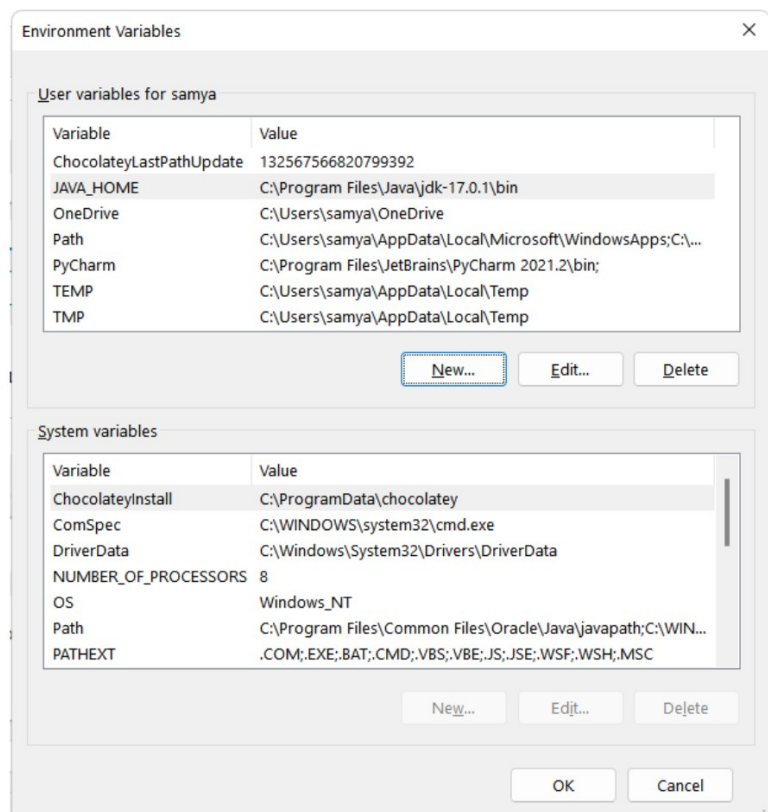 Environment Variables
User variables for samya
Variable Value
ChocolateyLastPathUpdate 132567566820799392
JAVA_HOME C:\Program Files\Java\jdk-17.0.1\bin
OneDrive C:\Users\samya\OneDrive
Path C:\Users\samya\AppData\Local\Microsoft\WindowsApps;C:\...
PyCharm C:\Program Files\JetBrains\PyCharm 2021.2\bin;
TEMP C:\Users\samya\AppData\Local\Temp
TMP C:\Users\samya\AppData\Local\Temp
New... Edit... Delete
System variables
Variable Value
ChocolateyInstall C:\ProgramData\chocolatey
ComSpec C:\WINDOWS\system32\cmd.exe
DriverData C:\Windows\System32\Drivers\DriverData
NUMBER_OF_PROCESSORS 8
OS Windows_NT
Path C:\Program Files\Common Files\Oracle\Java\javapath;C:\WIN...
PATHEXT .COM;.EXE;.BAT;.CMD;.VBS;.VBE;.JS;.JSE;.WSF;.WSH;.MSC
New... Edit... Delete
OK Cancel